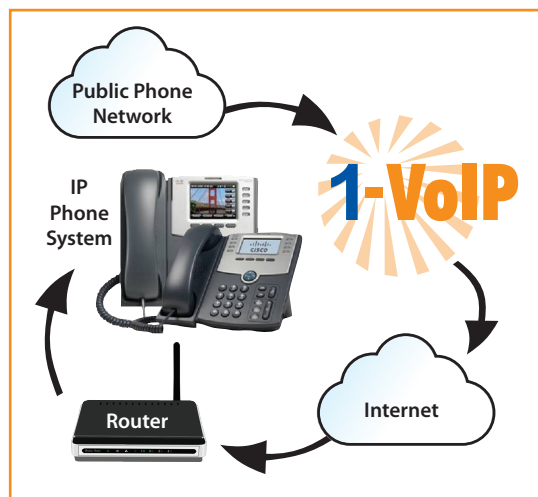 Public Phone
Network
1-VoIP
IP
Phone
System
CISCO
Internet
Router